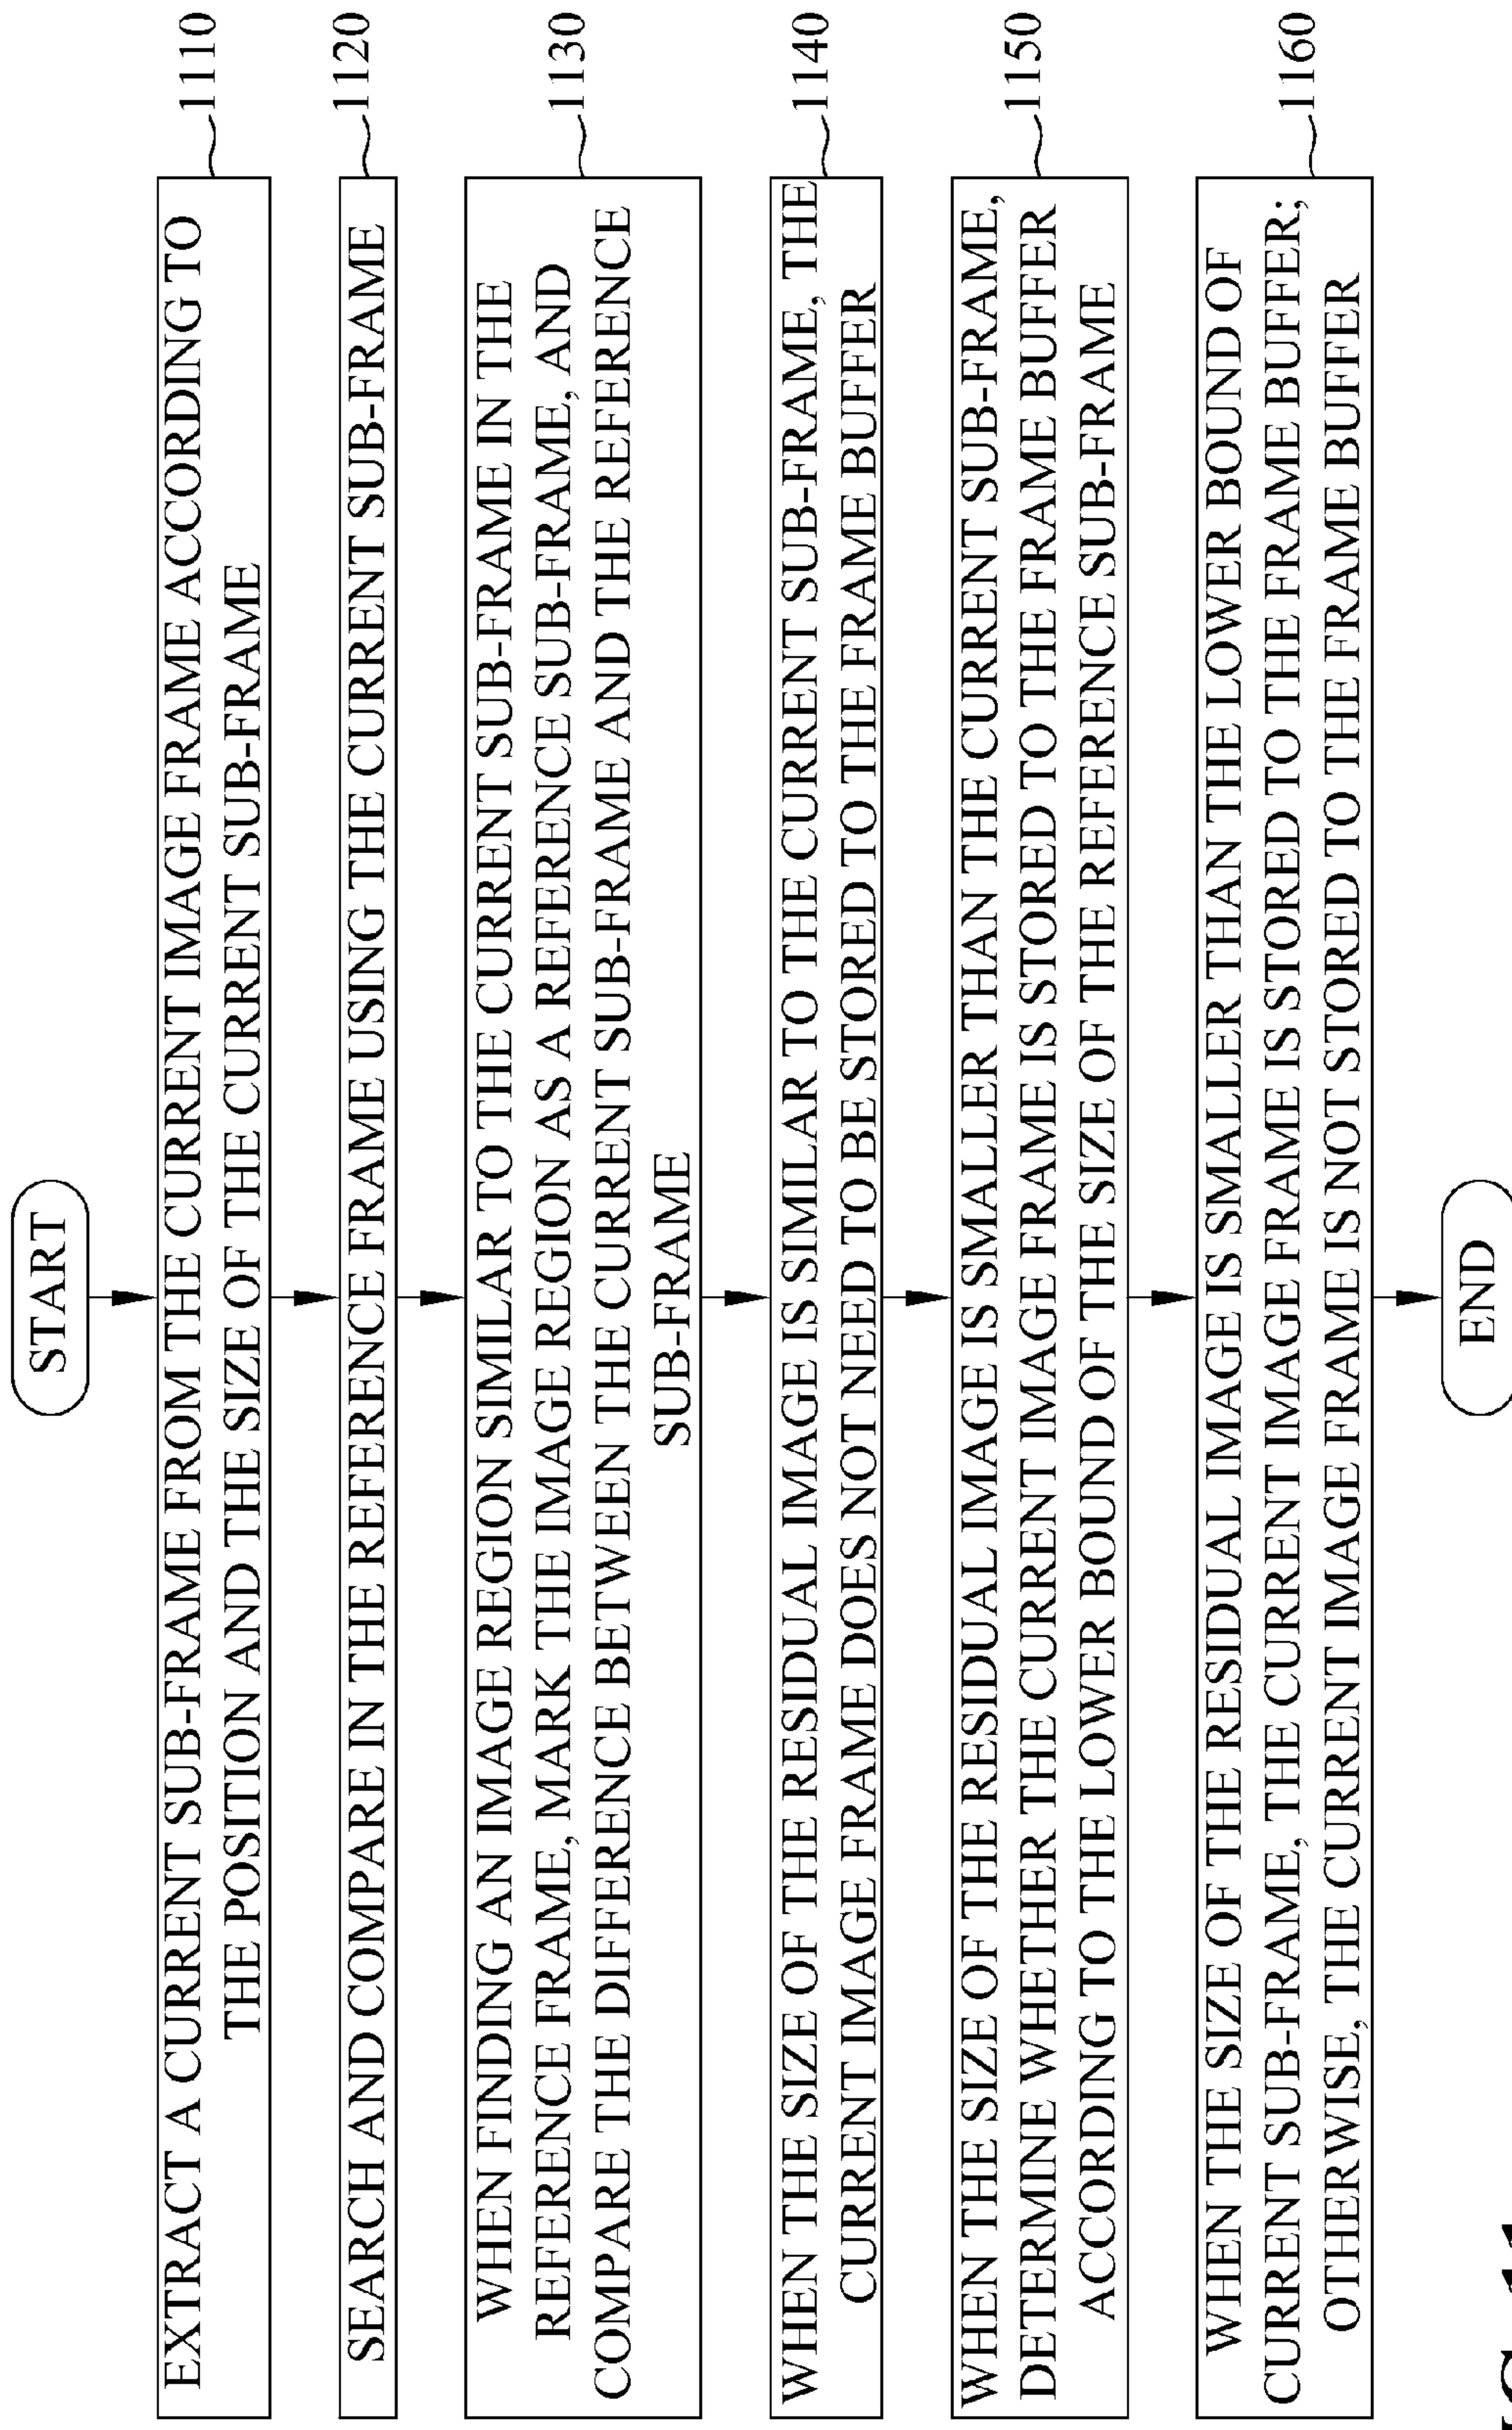 START
EXTRACT A CURRENT SUB-FRAME FROM THE CURRENT IMAGE FRAME ACCORDING TO
THE POSITION AND THE SIZE OF THE CURRENT SUB-FRAME
1110
SEARCH AND COMPARE IN THE REFERENCE FRAME USING THE CURRENT SUB-FRAME
1120
WHEN FINDING AN IMAGE REGION SIMILAR TO THE CURRENT SUB-FRAME IN THE
REFERENCE FRAME, MARK THE IMAGE REGION AS A REFERENCE SUB-FRAME, AND
COMPARE THE DIFFERENCE BETWEEN THE CURRENT SUB-FRAME AND THE REFERENCE
SUB-FRAME
1130
WHEN THE SIZE OF THE RESIDUAL IMAGE IS SIMILAR TO THE CURRENT SUB-FRAME, THE
CURRENT IMAGE FRAME DOES NOT NEED TO BE STORED TO THE FRAME BUFFER
1140
WHEN THE SIZE OF THE RESIDUAL IMAGE IS SMALLER THAN THE CURRENT SUB-FRAME,
DETERMINE WHETHER THE CURRENT IMAGE FRAME IS STORED TO THE FRAME BUFFER
ACCORDING TO THE LOWER BOUND OF THE SIZE OF THE REFERENCE SUB-FRAME
1150
WHEN THE SIZE OF THE RESIDUAL IMAGE IS SMALLER THAN THE LOWER BOUND OF
CURRENT SUB-FRAME, THE CURRENT IMAGE FRAME IS STORED TO THE FRAME BUFFER;
OTHERWISE, THE CURRENT IMAGE FRAME IS NOT STORED TO THE FRAME BUFFER
1160
END